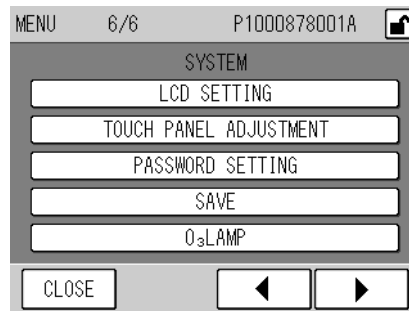 MENU 6/6 P1000878001A
SYSTEM
LCD SETTING
TOUCH PANEL ADJUSTMENT
PASSWORD SETTING
SAVE
O₃LAMP
CLOSE